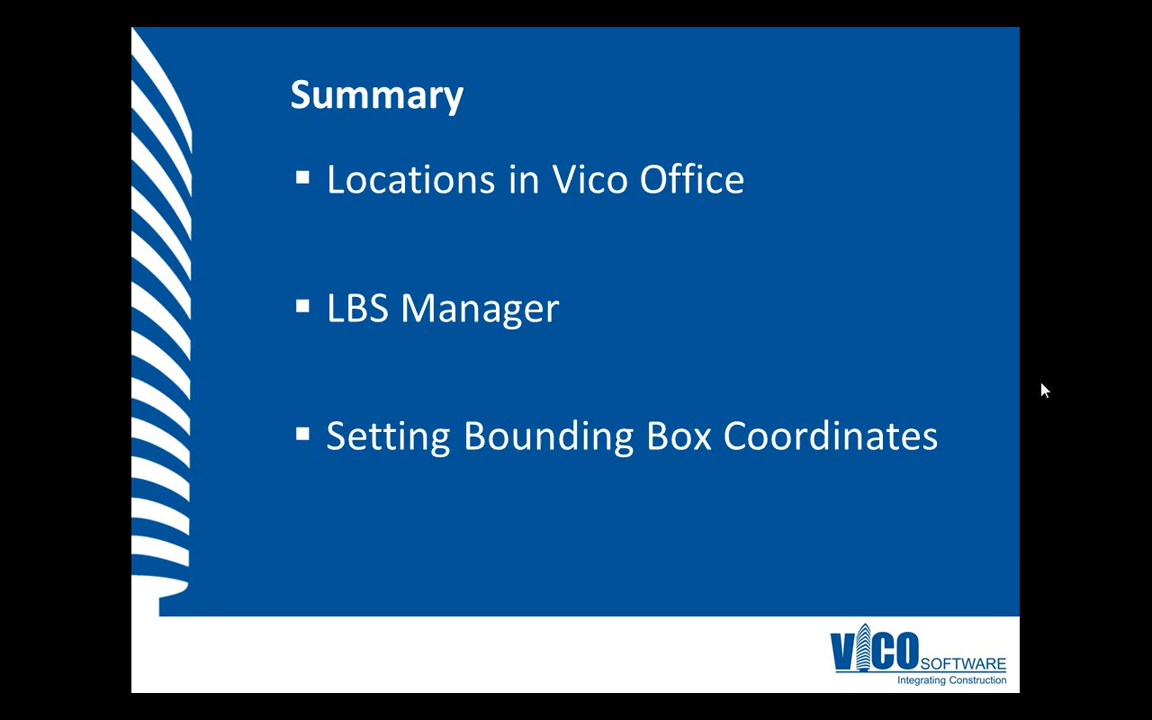 Summary
▪ Locations in Vico Office
▪ LBS Manager
▪ Setting Bounding Box Coordinates
VICO SOFTWARE
Integrating Construction